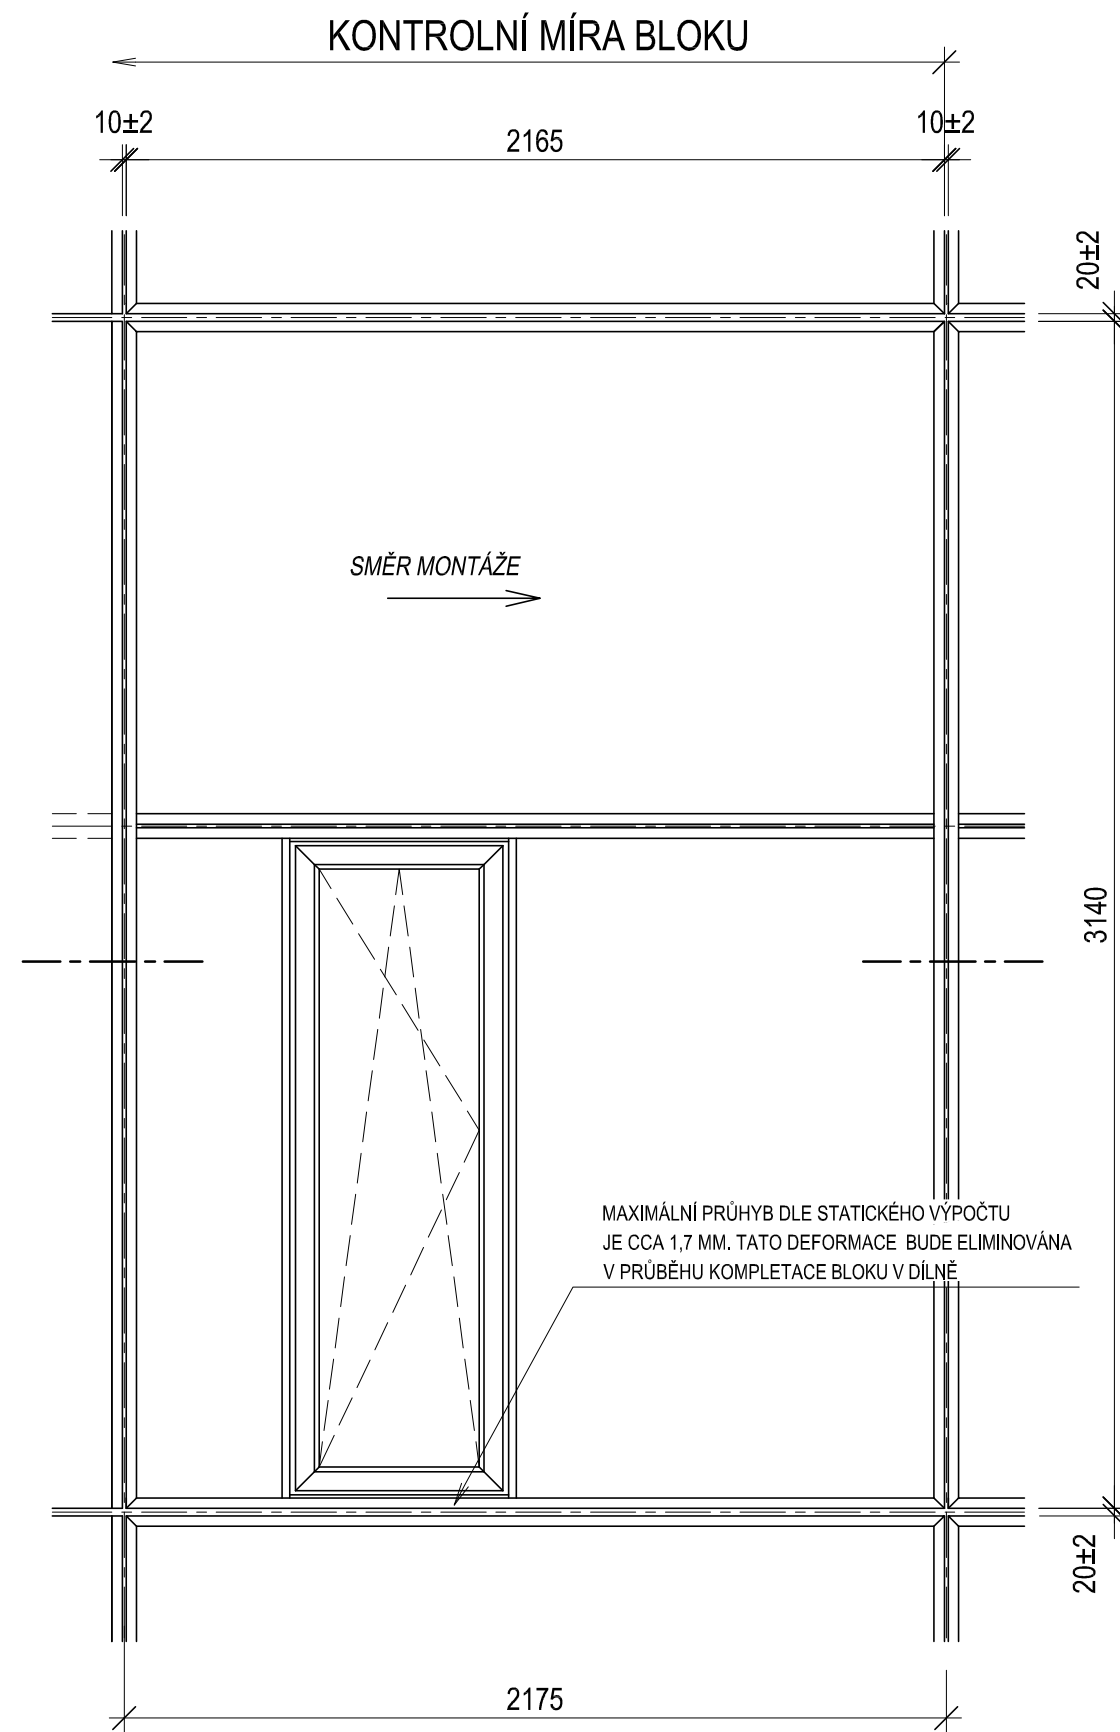 KONTROLNÍ MÍRA BLOKU
10±2
2165
10±2
20±2
SMĚR MONTÁŽE
3140
MAXIMÁLNÍ PRŮHYB DLE STATICKÉHO VÝPOČTU
JE CCA 1,7 MM. TATO DEFORMACE BUDE ELIMINOVÁNA
V PRŮBĚHU KOMPLETACE BLOKU V DÍLNĚ
20±2
2175